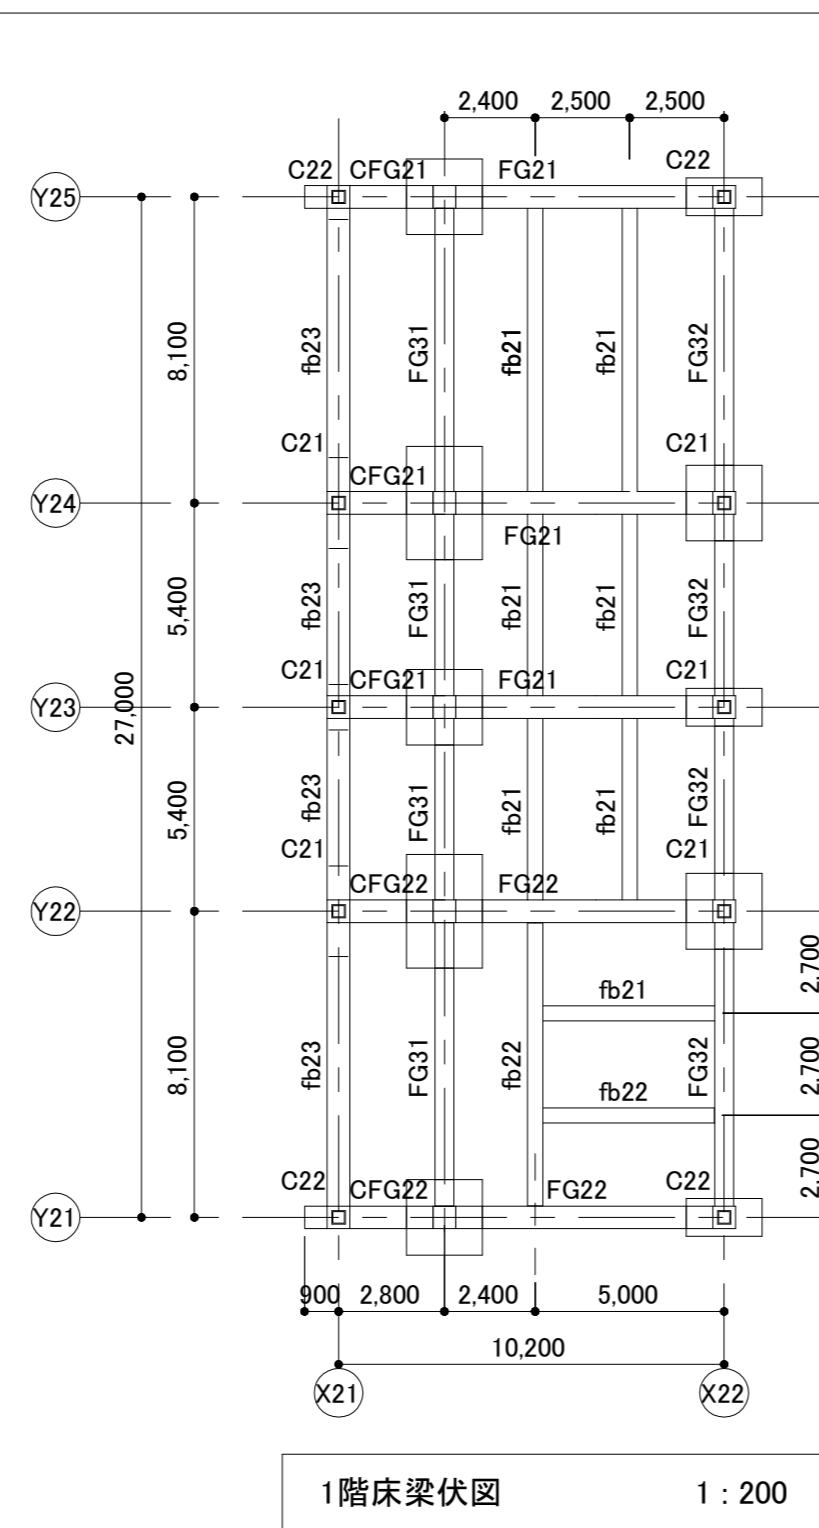 2,400 2,500 2,500
C22 CFG21 FG21 C22
Y25
8,100
fb23 FG31 fb21 fb21 FG32
C21 CFG21 C21
Y24
FG21
5,400
fb23 FG31 fb21 fb21 FG32
C21 CFG21 FG21 C21
Y23
27,000
5,400
fb23 FG31 fb21 fb21 FG32
C21 CFG22 FG22 C21
Y22
2,700
fb21
8,100
fb23 FG31 fb22 FG32
2,700
fb22
2,700
C22 CFG22 FG22 C22
Y21
900 2,800 2,400 5,000
10,200
X21 X22
1階床梁伏図 1 : 200